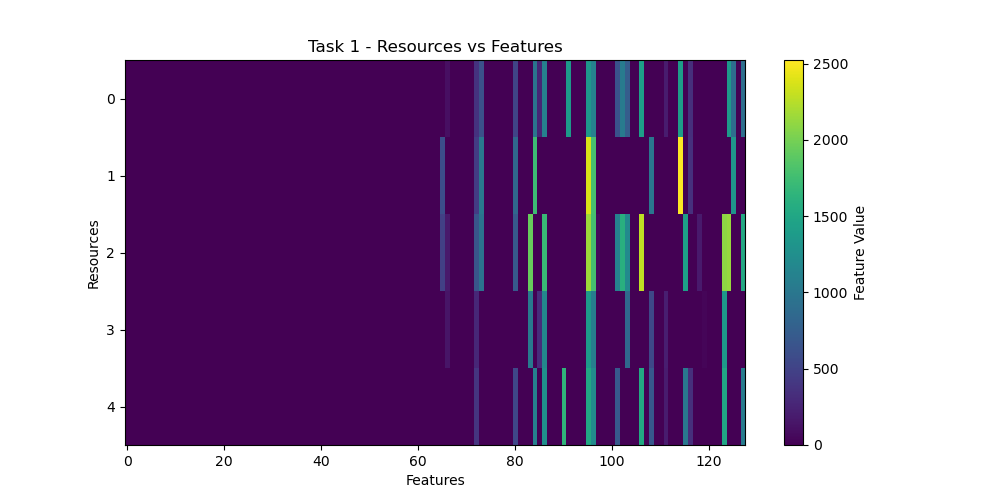 Task 1 - Resources vs Features
Resources
0
1
2
3
4
0 20 40 60 80 100 120
Features
2500
2000
1500
1000
500
0
Feature Value